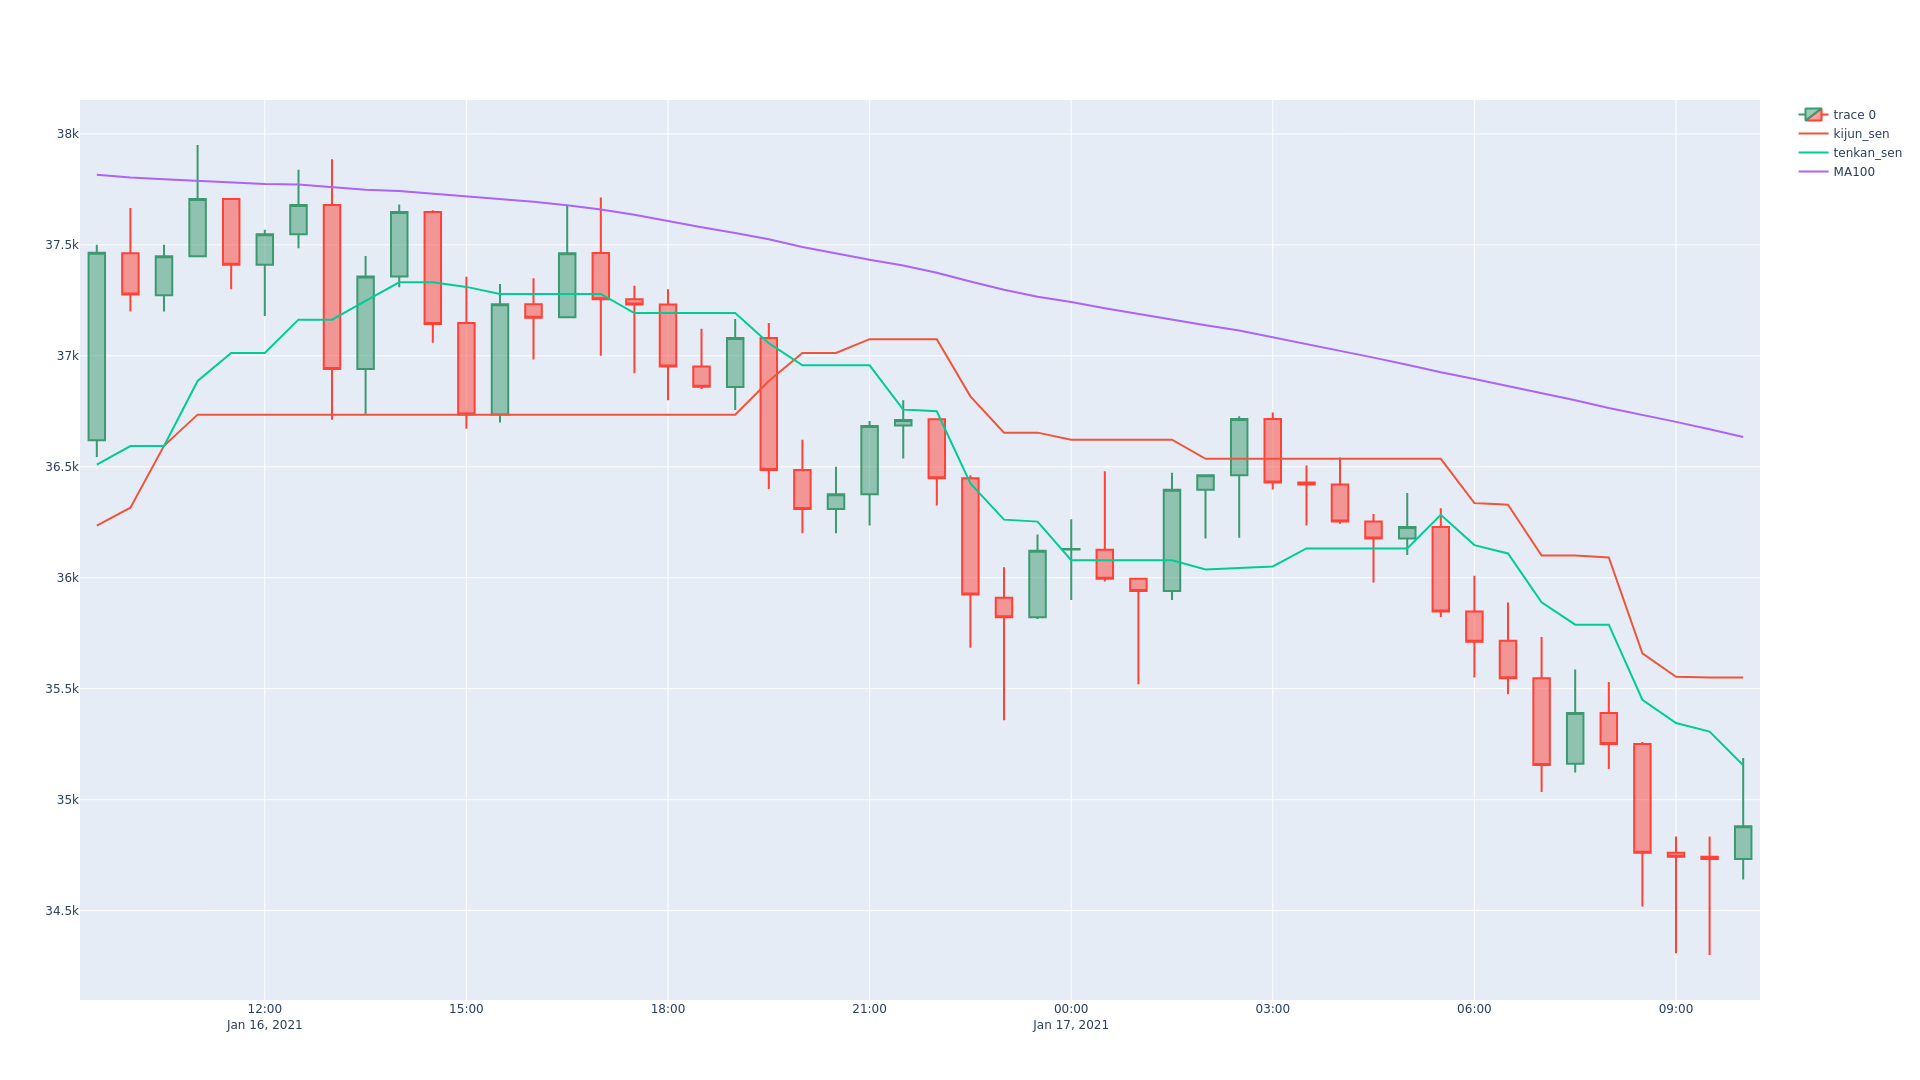 38k
37.5k
37k
36.5k
36k
35.5k
35k
34.5k
12:00
Jan 16, 2021
15:00
18:00
21:00
00:00
Jan 17, 2021
03:00
06:00
09:00
trace 0
kijun_sen
tenkan_sen
MA100